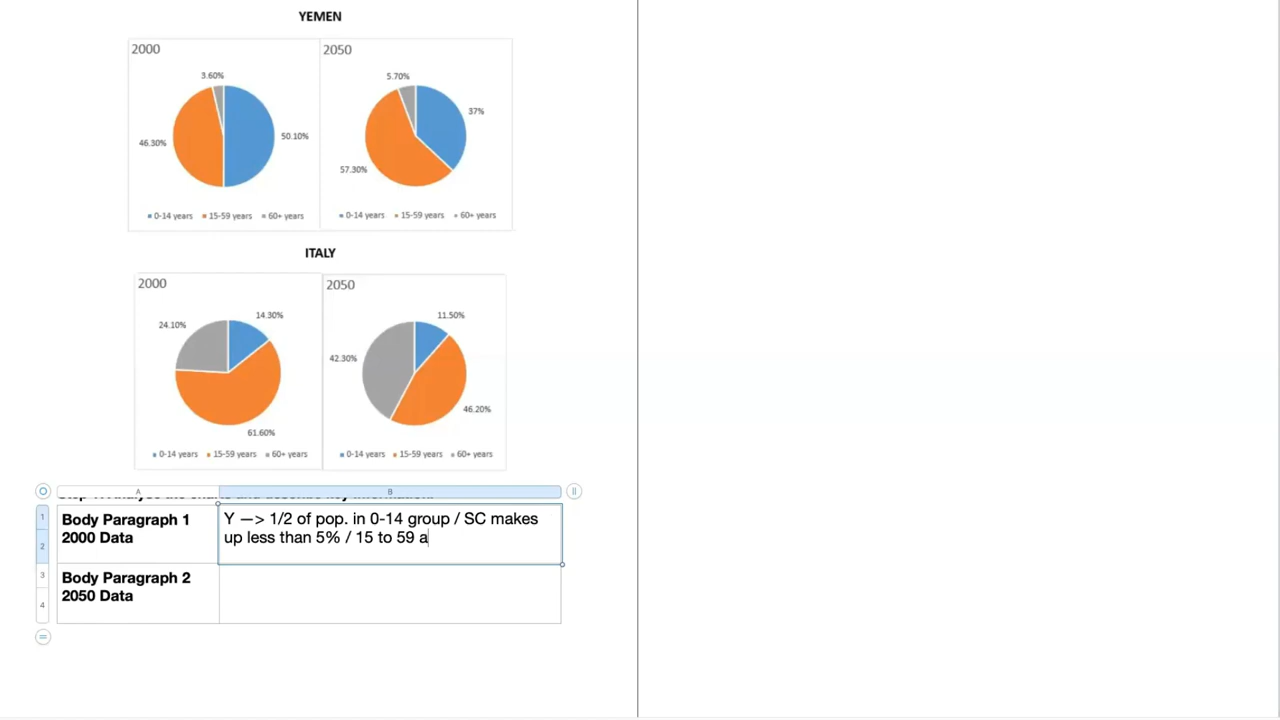 YEMEN
2000
2050
3.60%
5.70%
50.10%
37%
46.30%
57.30%
0-14 years 15-59 years 60+ years
0-14 years 15-59 years 60+ years
ITALY
2000
2050
14.30%
11.50%
24.10%
42.30%
46.20%
61.60%
0-14 years 15-59 years 60+ years
0-14 years 15-59 years 60+ years
A
B
1
2
3
4
Body Paragraph 1
2000 Data
Y —> 1/2 of pop. in 0-14 group / SC makes
up less than 5% / 15 to 59 a
Body Paragraph 2
2050 Data